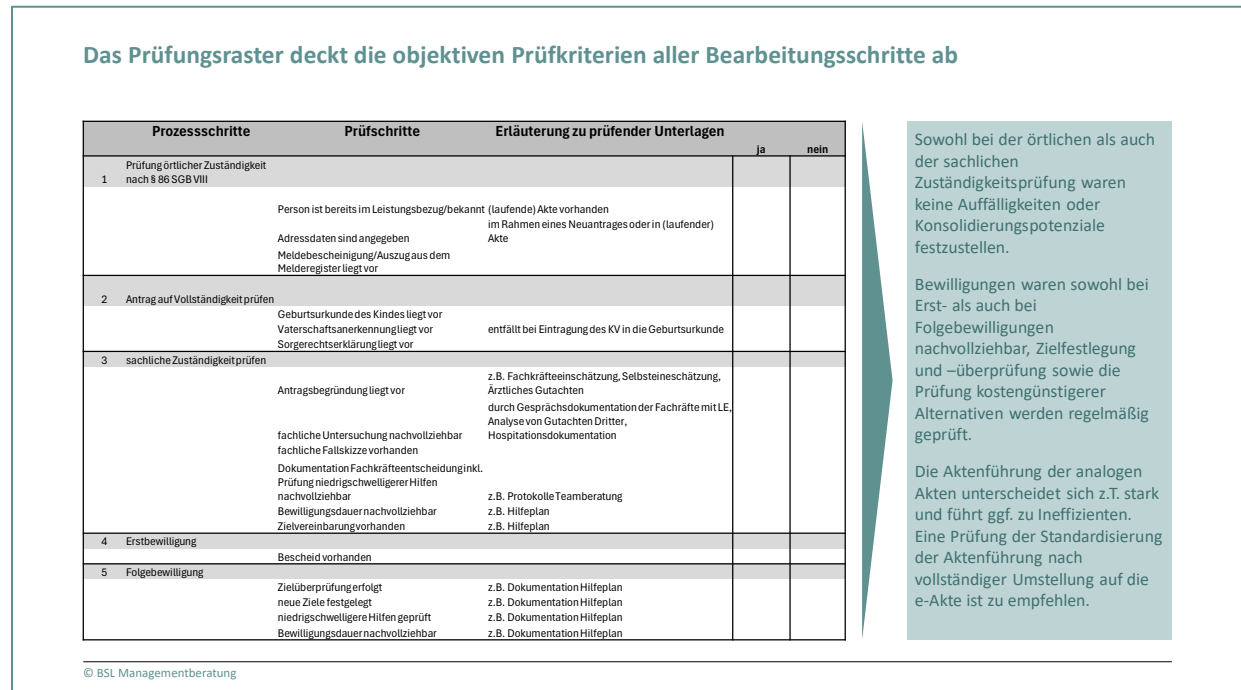 Das Prüfungsraster deckt die objektiven Prüfkriterien aller Bearbeitungsschritte ab
Prozessschritte Prüfschritte Erläuterung zu prüfender Unterlagen
ja nein
Prüfung örtlicher Zuständigkeit
1 nach § 86 SGB VIII
Person ist bereits im Leistungsbezug/bekannt (laufende) Akte vorhanden
im Rahmen eines Neuantrages oder in (laufender)
Adressdaten sind angegeben Akte
Meldebescheinigung/Auszug aus dem
Melderegister liegt vor
2 Antrag auf Vollständigkeit prüfen
Geburtsurkunde des Kindes liegt vor
Vaterschaftsanerkennung liegt vor entfällt bei Eintragung des KV in die Geburtsurkunde
Sorgerechtserklärung liegt vor
3 sachliche Zuständigkeit prüfen
z.B. Fachkräfteeinschätzung, Selbsteineschätzung,
Antragsbegründung liegt vor Ärztliches Gutachten
durch Gesprächsdokumentation der Fachräfte mit LE,
Analyse von Gutachten Dritter,
fachliche Untersuchung nachvollziehbar Hospitationsdokumentation
fachliche Fallskizze vorhanden
Dokumentation Fachkräfteentscheidung inkl.
Prüfung niedrigschwelligerer Hilfen
nachvollziehbar z.B. Protokolle Teamberatung
Bewilligungsdauer nachvollziehbar z.B. Hilfeplan
Zielvereinbarung vorhanden z.B. Hilfeplan
4 Erstbewilligung
Bescheid vorhanden
5 Folgebewilligung
Zielüberprüfung erfolgt z.B. Dokumentation Hilfeplan
neue Ziele festgelegt z.B. Dokumentation Hilfeplan
niedrigschwelligere Hilfen geprüft z.B. Dokumentation Hilfeplan
Bewilligungsdauer nachvollziehbar z.B. Dokumentation Hilfeplan
Sowohl bei der örtlichen als auch
der sachlichen
Zuständigkeitsprüfung waren
keine Auffälligkeiten oder
Konsolidierungspotenziale
festzustellen.
Bewilligungen waren sowohl bei
Erst- als auch bei
Folgebewilligungen
nachvollziehbar, Zielfestlegung
und –überprüfung sowie die
Prüfung kostengünstigerer
Alternativen werden regelmäßig
geprüft.
Die Aktenführung der analogen
Akten unterscheidet sich z.T. stark
und führt ggf. zu Ineffizienten.
Eine Prüfung der Standardisierung
der Aktenführung nach
vollständiger Umstellung auf die
e-Akte ist zu empfehlen.
© BSL Managementberatung